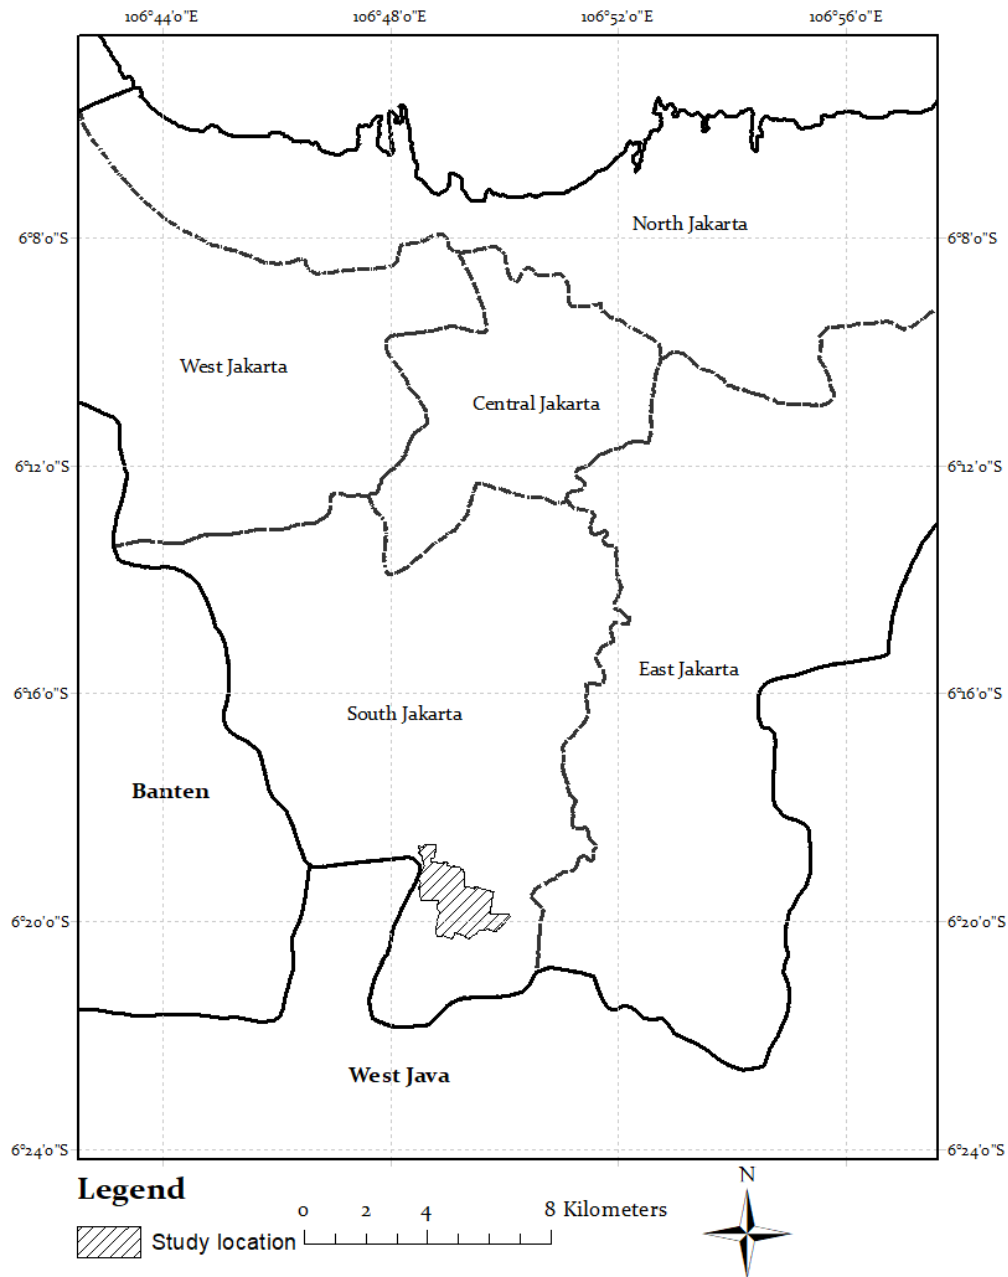 106°44'0"E 106°48'0"E 106°52'0"E 106°56'0"E
North Jakarta
6°8'0"S 6°8'0"S
West Jakarta
Central Jakarta
6°12'0"S 6°12'0"S
East Jakarta
6°16'0"S 6°16'0"S
South Jakarta
Banten
6°20'0"S 6°20'0"S
West Java
6°24'0"S 6°24'0"S
Legend
N
0 2 4 8 Kilometers
Study location